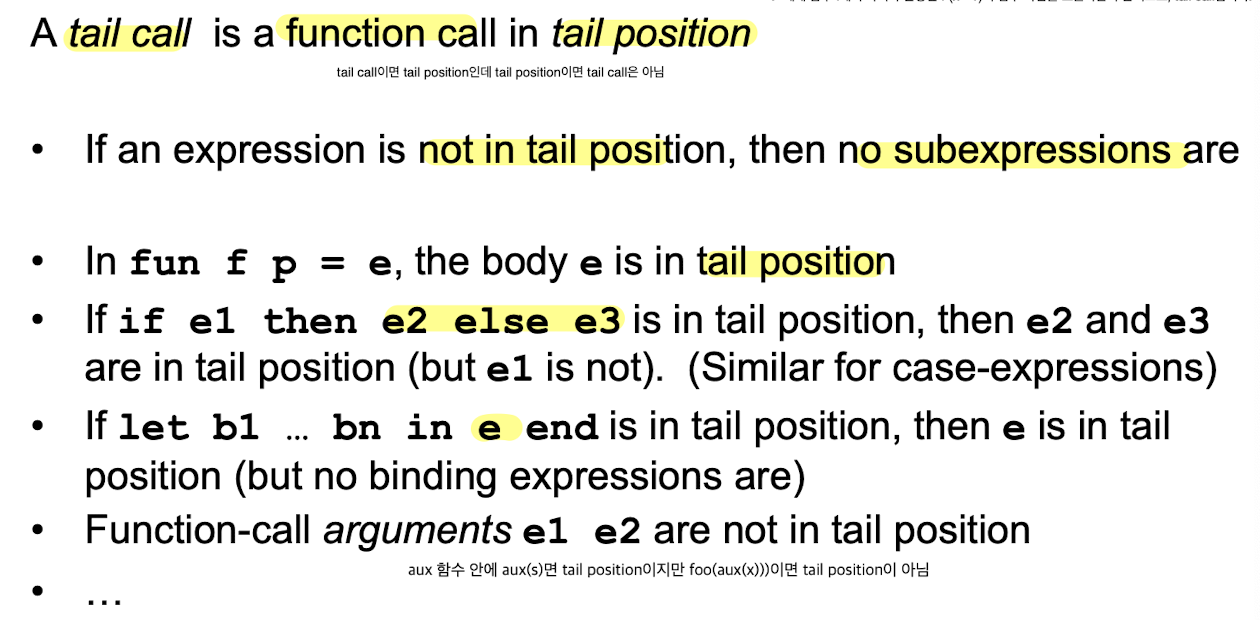 A tail call is a function call in tail position
tail call이면 tail position인데 tail position이면 tail call은 아님
• If an expression is not in tail position, then no subexpressions are
• In fun f p = e, the body e is in tail position
• If if e1 then e2 else e3 is in tail position, then e2 and e3
are in tail position (but e1 is not). (Similar for case-expressions)
• If let b1 … bn in e end is in tail position, then e is in tail
position (but no binding expressions are)
• Function-call arguments e1 e2 are not in tail position
aux 함수 안에 aux(s)면 tail position이지만 foo(aux(x)))이면 tail position이 아님
• …